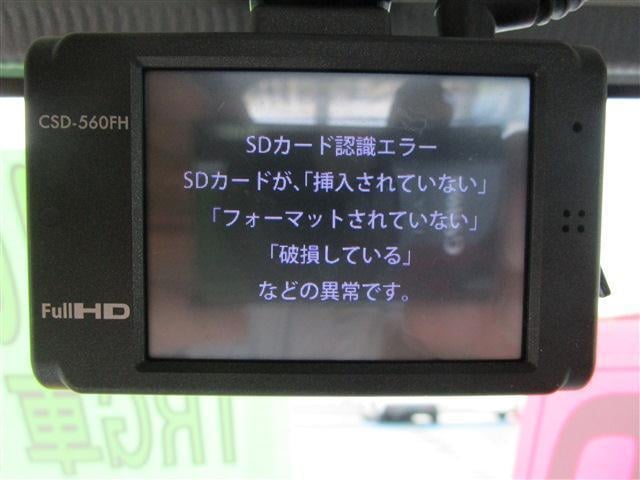 CSD-560FH
SDカード認識エラー
SDカードが、「挿入されていない」
「フォーマットされていない」
「破損している」
などの異常です。
FullHD